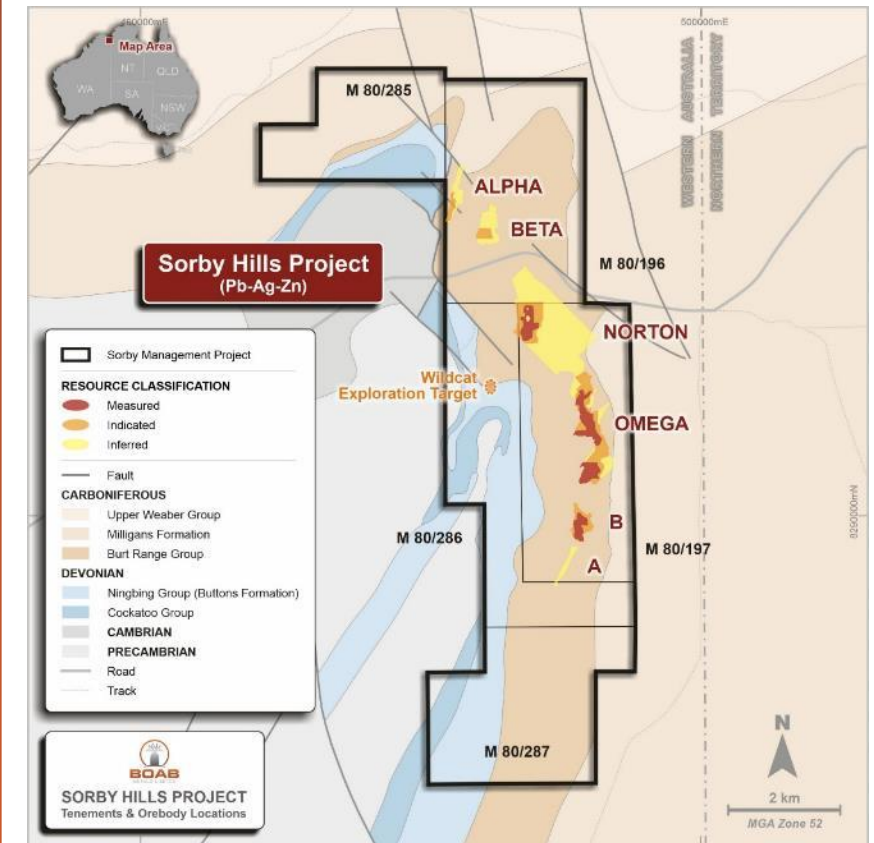 500000mE
Map Area
WA
NT
QLD
SA
NSW
WESTERN AUSTRALIA
NORTHERN TERRITORY
M 80/285
ALPHA
BETA
Sorby Hills Project
(Pb-Ag-Zn)
M 80/196
NORTON
Wildcat
Exploration Target
OMEGA
8290000mN
M 80/286
B
M 80/197
A
M 80/287
Sorby Management Project
RESOURCE CLASSIFICATION
Measured
Indicated
Inferred
Fault
CARBONIFEROUS
Upper Weaber Group
Milligans Formation
Burt Range Group
DEVONIAN
Ningbing Group (Buttons Formation)
Cockatoo Group
CAMBRIAN
PRECAMBRIAN
Road
Track
BOAB
SORBY HILLS PROJECT
Tenements & Orebody Locations
N
2 km
MGA Zone 52